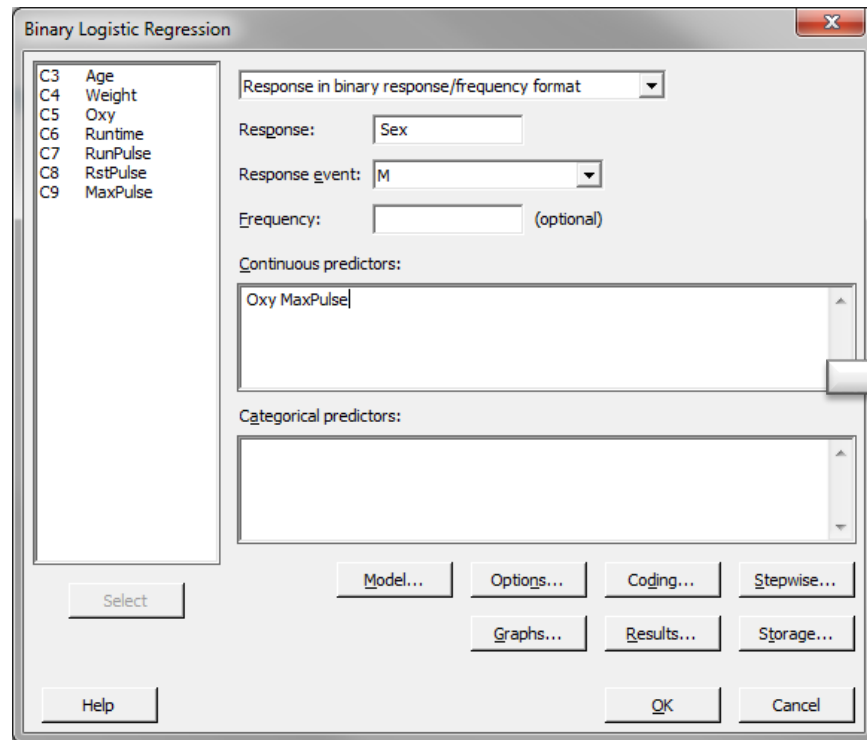 Binary Logistic Regression
C3 Age
C4 Weight
C5 Oxy
C6 Runtime
C7 RunPulse
C8 RstPulse
C9 MaxPulse
Response in binary response/frequency format
Response: Sex
Response event: M
Frequency: (optional)
Continuous predictors:
Oxy MaxPulse
Categorical predictors:
Model... Options... Coding... Stepwise...
Select
Graphs... Results... Storage...
Help OK Cancel